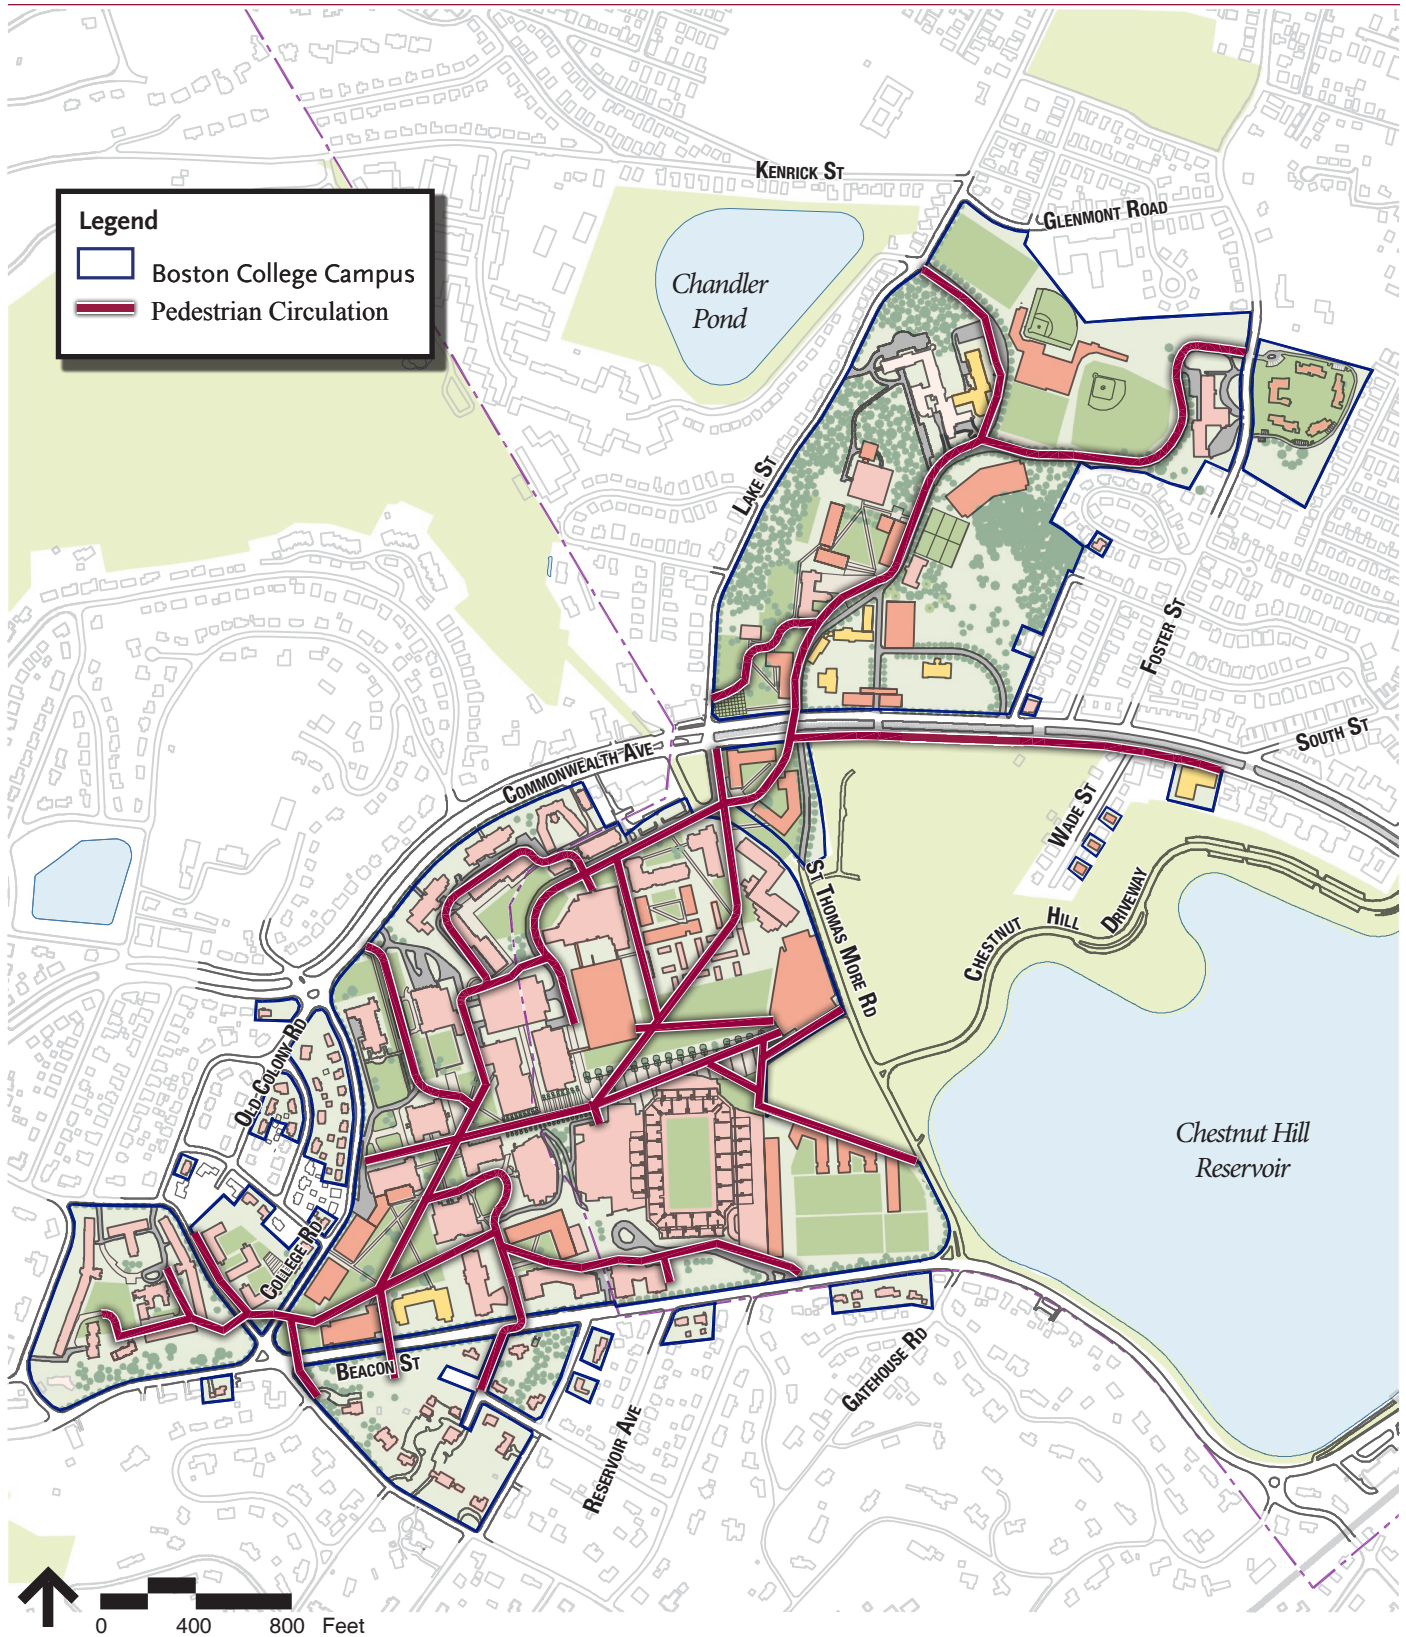 Kenrick St
Glenmont Road
Legend
Boston College Campus
Pedestrian Circulation
Chandler
Pond
Lake St
Foster St
South St
Commonwealth Ave
Wade St
St Thomas More Rd
Chestnut Hill Driveway
Old Colony Rd
Chestnut Hill
Reservoir
College Rd
Beacon St
Gatehouse Rd
Reservoir Ave
0 400 800 Feet